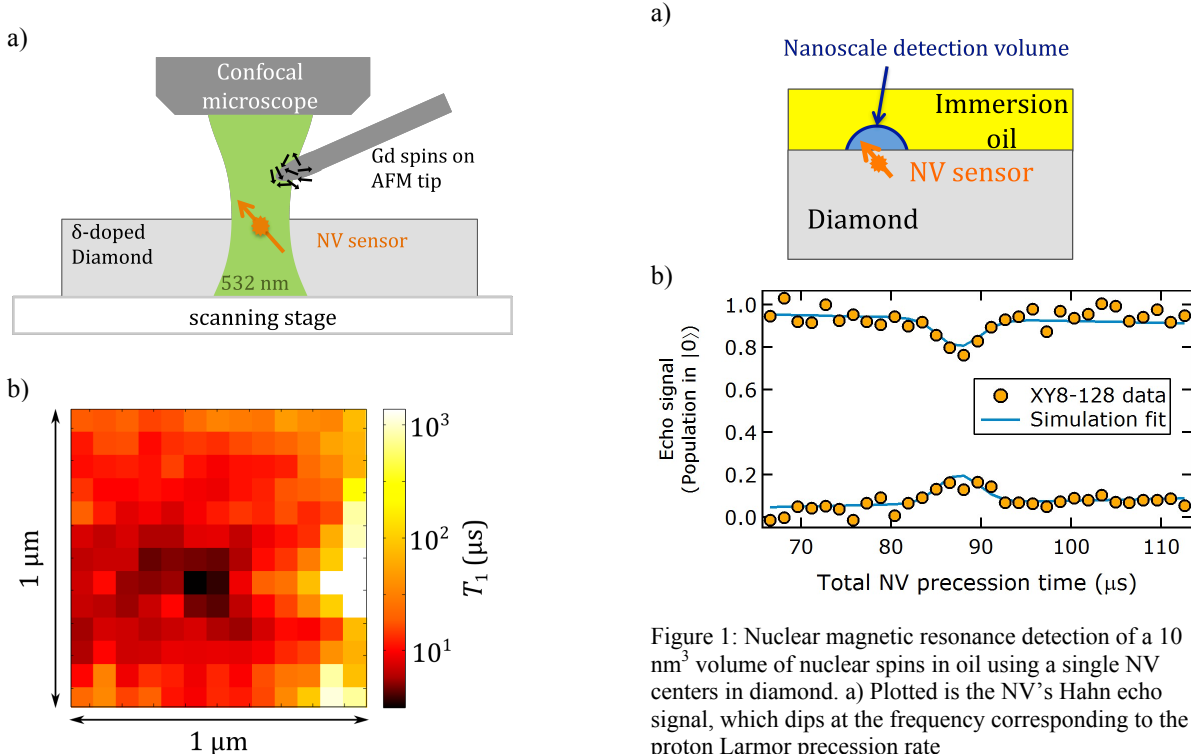 a)
Confocal
microscope
Gd spins on
AFM tip
δ-doped
Diamond
NV sensor
532 nm
scanning stage
b)
1 μm
1 μm
10³
10²
10¹
T₁ (μs)
a)
Nanoscale detection volume
Immersion
oil
NV sensor
Diamond
b)
1.0
0.8
0.6
0.4
0.2
0.0
Echo signal
(Population in |0⟩)
XY8-128 data
Simulation fit
70 80 90 100 110
Total NV precession time (μs)
Figure 1: Nuclear magnetic resonance detection of a 10
nm³ volume of nuclear spins in oil using a single NV
centers in diamond. a) Plotted is the NV's Hahn echo
signal, which dips at the frequency corresponding to the
proton Larmor precession rate